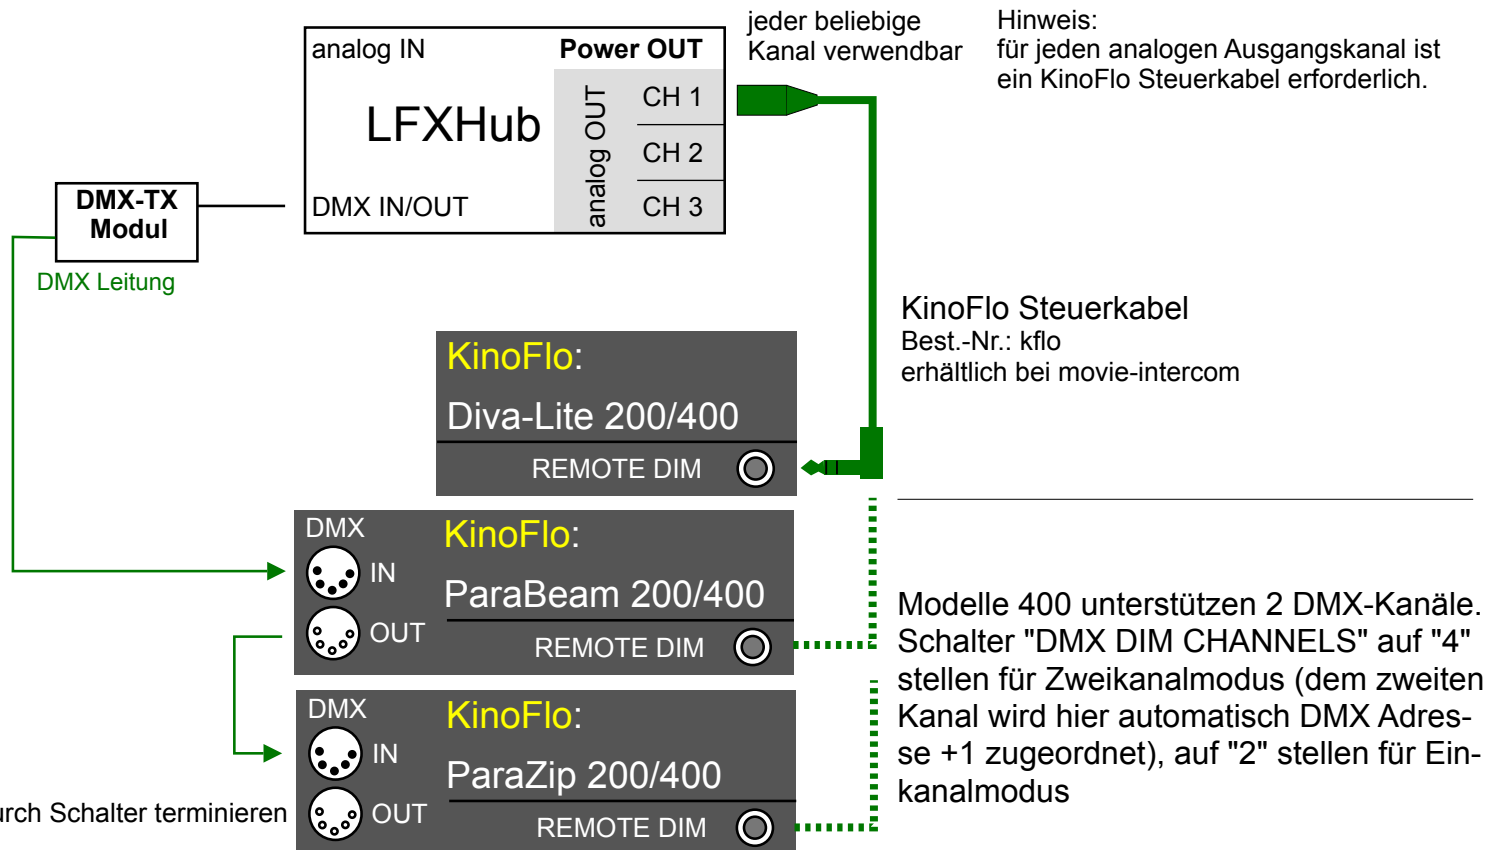 jeder beliebige
Kanal verwendbar
Hinweis:
für jeden analogen Ausgangskanal ist
ein KinoFlo Steuerkabel erforderlich.
analog IN
Power OUT
LFXHub
analog OUT
CH 1
CH 2
CH 3
DMX IN/OUT
DMX-TX
Modul
DMX Leitung
KinoFlo Steuerkabel
Best.-Nr.: kflo
erhältlich bei movie-intercom
KinoFlo:
Diva-Lite 200/400
REMOTE DIM
DMX
IN
OUT
KinoFlo:
ParaBeam 200/400
REMOTE DIM
DMX
IN
OUT
KinoFlo:
ParaZip 200/400
REMOTE DIM
Schalter terminieren
Modelle 400 unterstützen 2 DMX-Kanäle.
Schalter "DMX DIM CHANNELS" auf "4"
stellen für Zweikanalmodus (dem zweiten
Kanal wird hier automatisch DMX Adres-
se +1 zugeordnet), auf "2" stellen für Ein-
kanalmodus